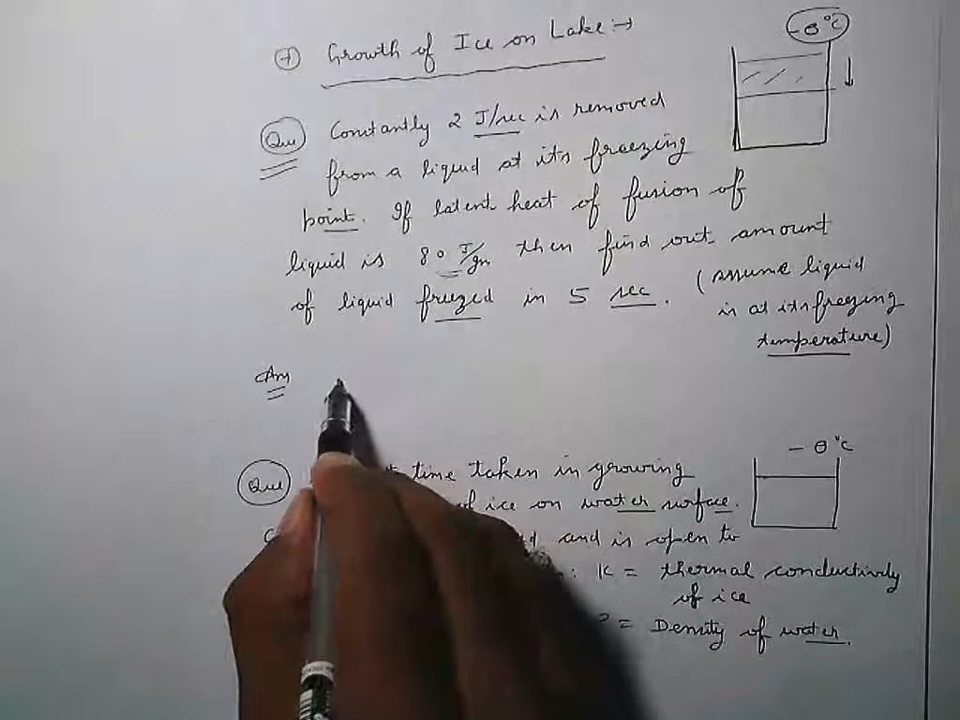 Growth of Ice on Lake :→
-θ°C
Que Constantly 2 J/sec is removed
from a liquid at its freezing
point. If latent heat of fusion of
liquid is 80 J/gm then find out amount
of liquid freezed in 5 sec. (assume liquid
is at its freezing
temperature)
Ans
Que time taken in growing
of ice on water surface.
and is open to
-θ°C
: K = thermal conductively
of ice
= Density of water.